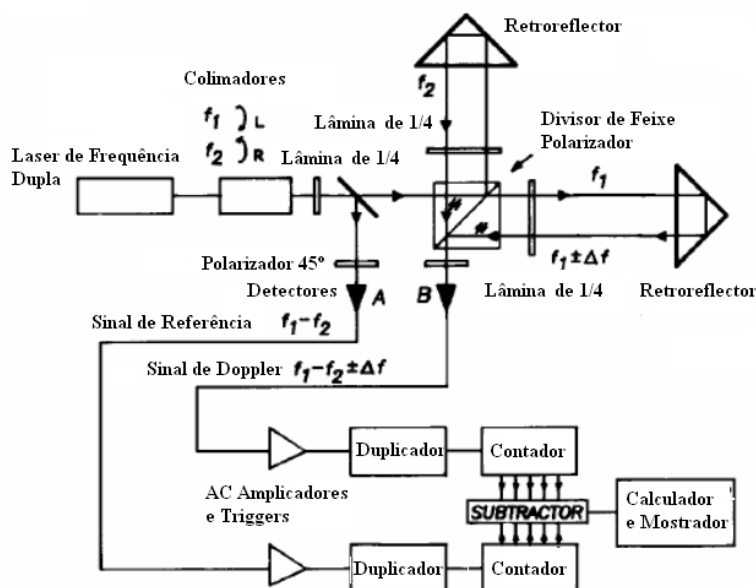 Retroreflector
Colimadores
f₁ L
f₂ R
f₂
Lâmina de 1/4
Divisor de Feixe
Polarizador
Laser de Frequência
Dupla
Lâmina de 1/4
f₁
f₁ ± Δf
Polarizador 45º
Detectores
A
B
Lâmina de 1/4
Retroreflector
Sinal de Referência f₁-f₂
Sinal de Doppler f₁-f₂ ± Δf
Duplicador
Contador
AC Amplicadores
e Triggers
SUBTRACTOR
Calculador
e Mostrador
Duplicador
Contador